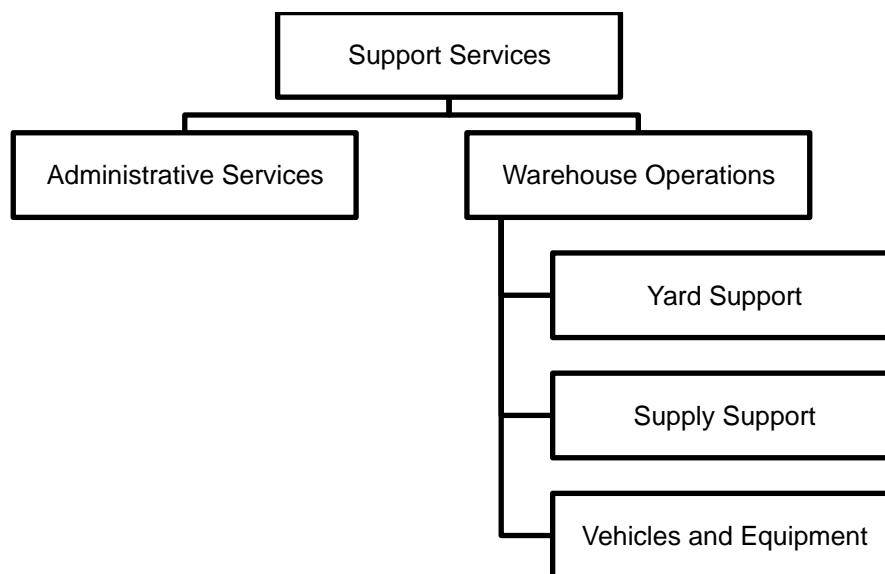 Support Services
Administrative Services
Warehouse Operations
Yard Support
Supply Support
Vehicles and Equipment